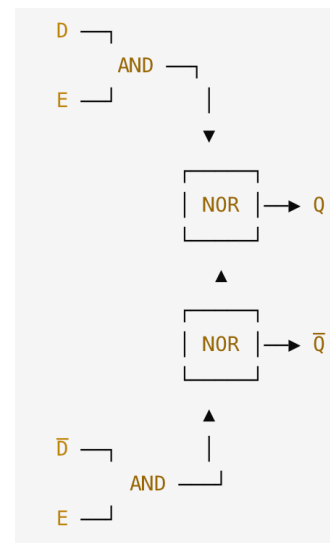 D
AND
E
NOR Q
NOR Q̅
D̅
AND
E